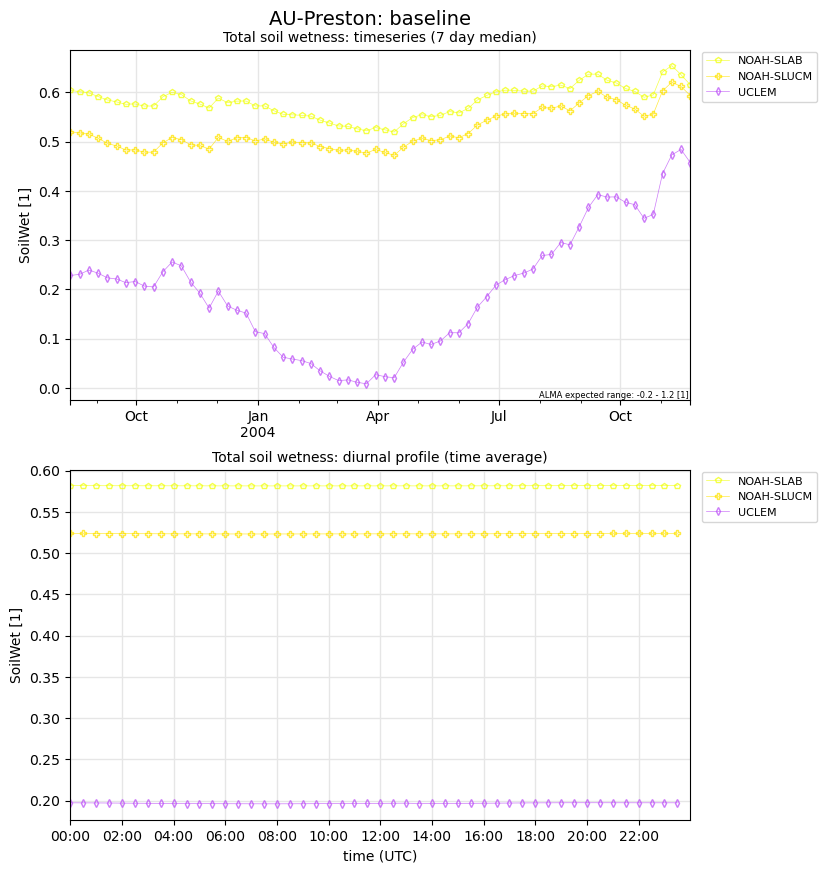 AU-Preston: baseline
Total soil wetness: timeseries (7 day median)
NOAH-SLAB
NOAH-SLUCM
UCLEM
SoilWet [1]
0.6
0.5
0.4
0.3
0.2
0.1
0.0
ALMA expected range: -0.2 - 1.2 [1]
Oct Jan Apr Jul Oct
2004
Total soil wetness: diurnal profile (time average)
NOAH-SLAB
NOAH-SLUCM
UCLEM
SoilWet [1]
0.60
0.55
0.50
0.45
0.40
0.35
0.30
0.25
0.20
00:00 02:00 04:00 06:00 08:00 10:00 12:00 14:00 16:00 18:00 20:00 22:00
time (UTC)